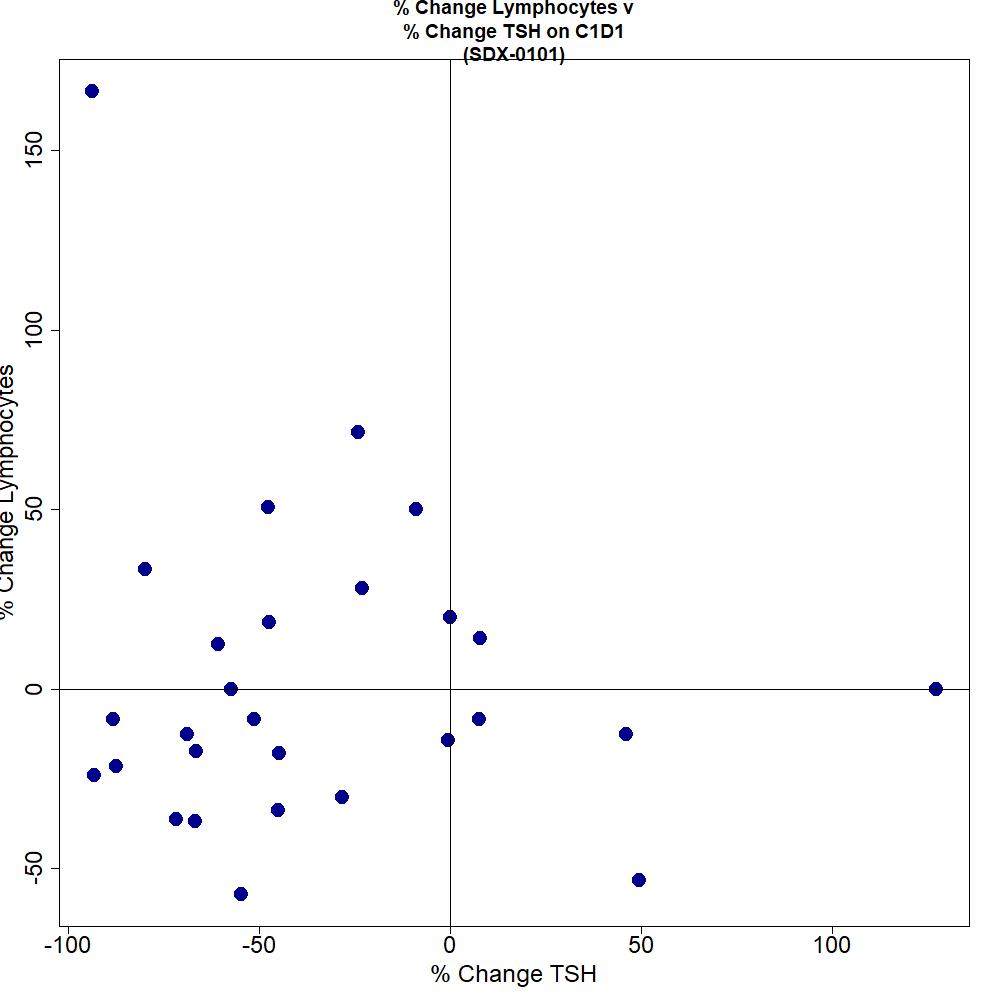 % Change Lymphocytes v
% Change TSH on C1D1
(SDX-0101)
% Change Lymphocytes
150
100
50
0
-50
-100
-50
0
50
100
% Change TSH